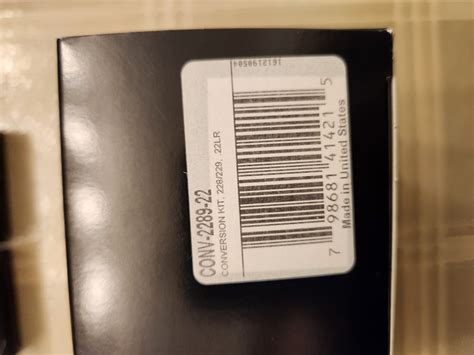 CONV-2289-22
CONVERSION KIT, 228/229, .22LR
7 98681 41421 5
Made in United States